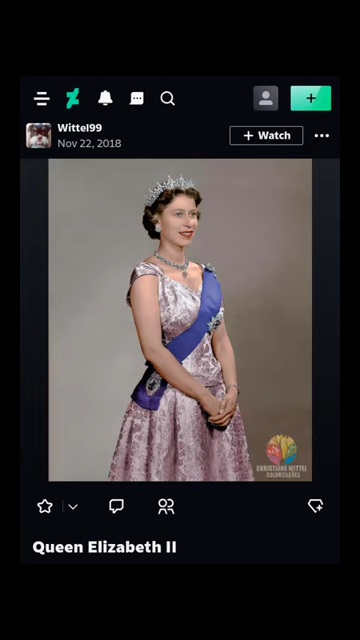 Wittel99
Nov 22, 2018
+ Watch
CHRISTIANE WITTEL
COLORIZAÇÕES
Queen Elizabeth II